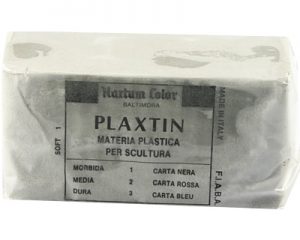 Nartum Color
BALTIMORA
PLAXTIN
MATERIA PLASTICA
PER SCULTURA
MORBIDA 1 CARTA NERA
MEDIA 2 CARTA ROSSA
DURA 3 CARTA BLEU
SOFT 1
MADE IN ITALY
F.I.A.B.A.